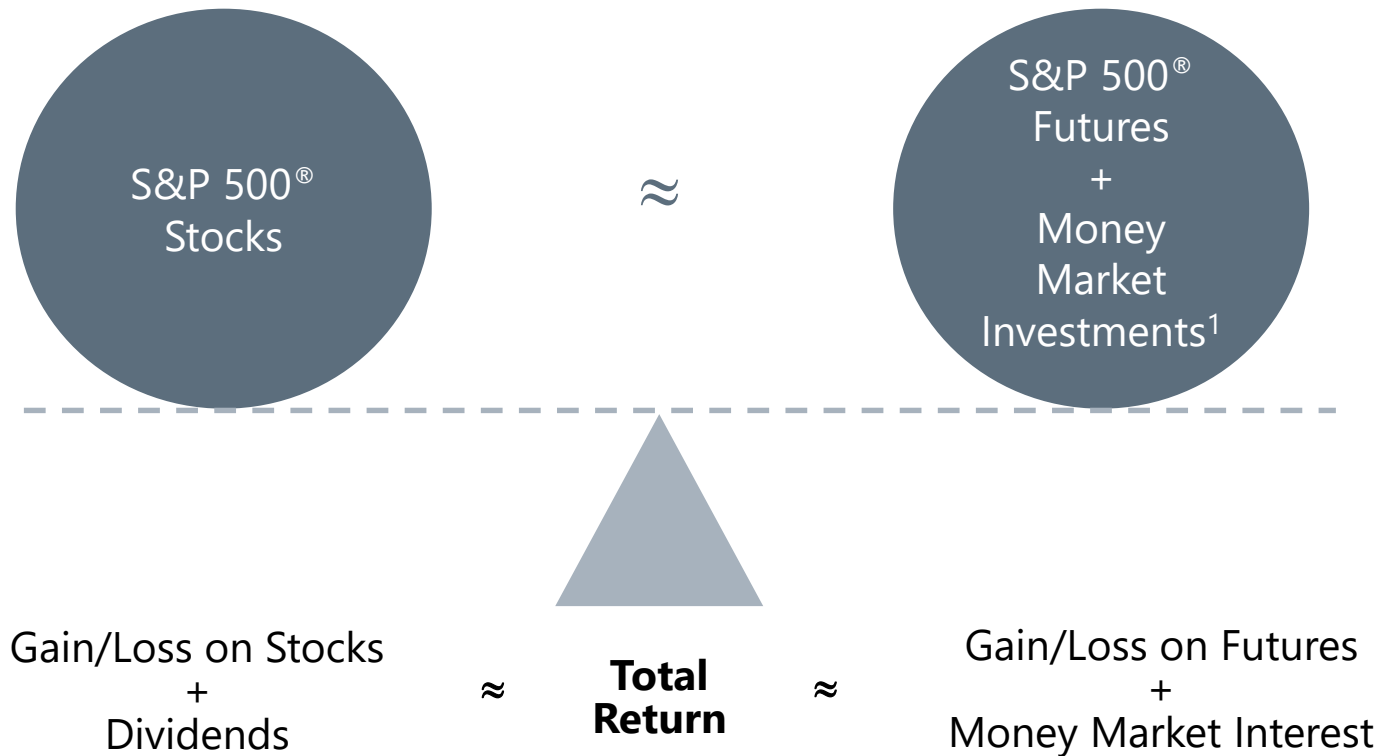 S&P 500®
Stocks
≈
S&P 500®
Futures
+
Money
Market
Investments¹
Gain/Loss on Stocks
+
Dividends
≈
Total
Return
≈
Gain/Loss on Futures
+
Money Market Interest